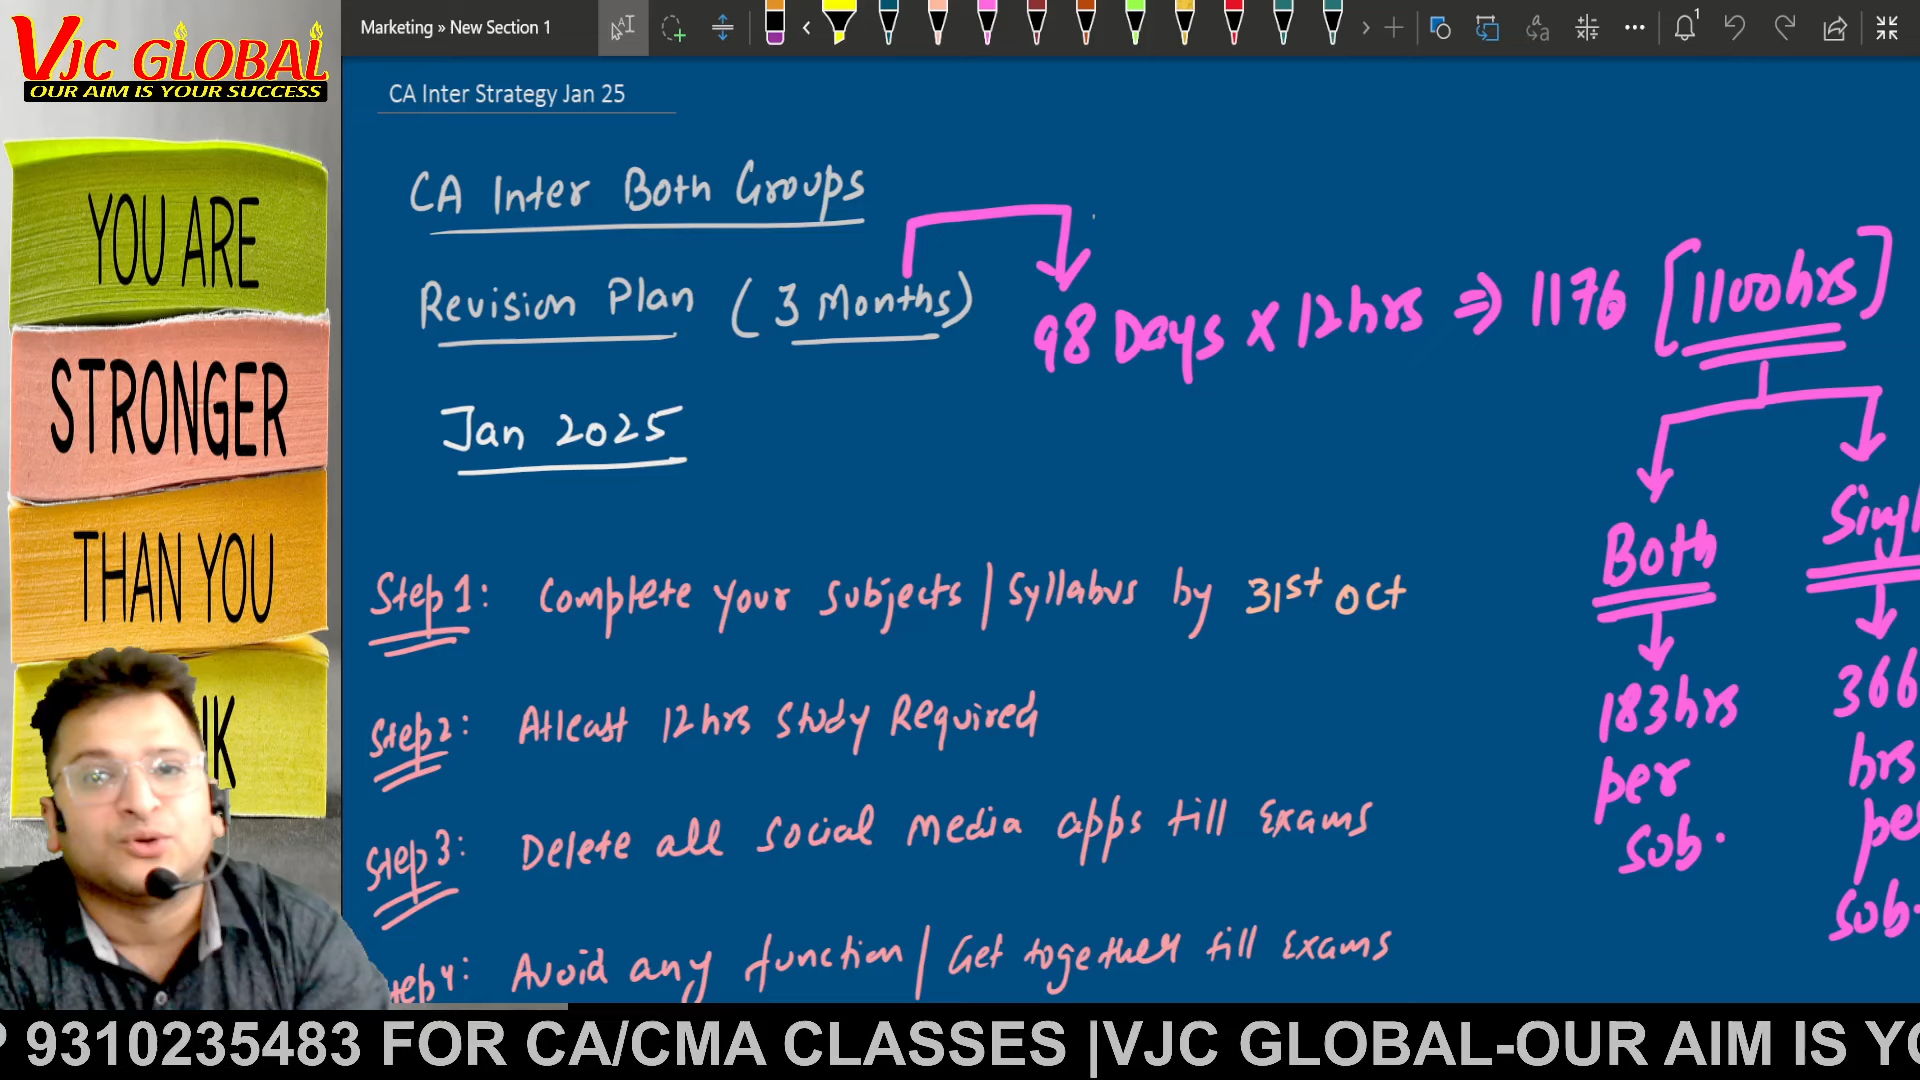 VJC GLOBAL
OUR AIM IS YOUR SUCCESS
Marketing » New Section 1
CA Inter Strategy Jan 25
YOU ARE
STRONGER
THAN YOU
CA Inter Both Groups
Revision Plan (3 Months)
98 Days x 12hrs ⇒ 1176 [1100hrs]
Jan 2025
Both
183hrs
per
sub.
366
hrs
sub.
Step 1: Complete your subjects / syllabus by 31st Oct
Step 2: Atleast 12hrs Study Required
Step 3: Delete all social media apps till Exams
Step 4: Avoid any function / Get together till Exams
9310235483 FOR CA/CMA CLASSES |VJC GLOBAL-OUR AIM IS